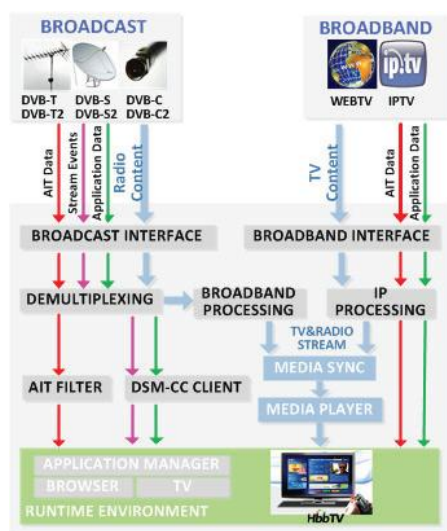 BROADCAST
BROADBAND
ip.tv
DVB-T DVB-S DVB-C
DVB-T2 DVB-S2 DVB-C2
WEBTV IPTV
AIT Data
Stream Events
Application Data
Radio
Content
TV
Content
AIT Data
Application Data
BROADCAST INTERFACE
BROADBAND INTERFACE
DEMULTIPLEXING
BROADBAND
PROCESSING
IP
PROCESSING
TV&RADIO
STREAM
MEDIA SYNC
AIT FILTER
DSM-CC CLIENT
MEDIA PLAYER
APPLICATION MANAGER
BROWSER
TV
RUNTIME ENVIRONMENT
HbbTV